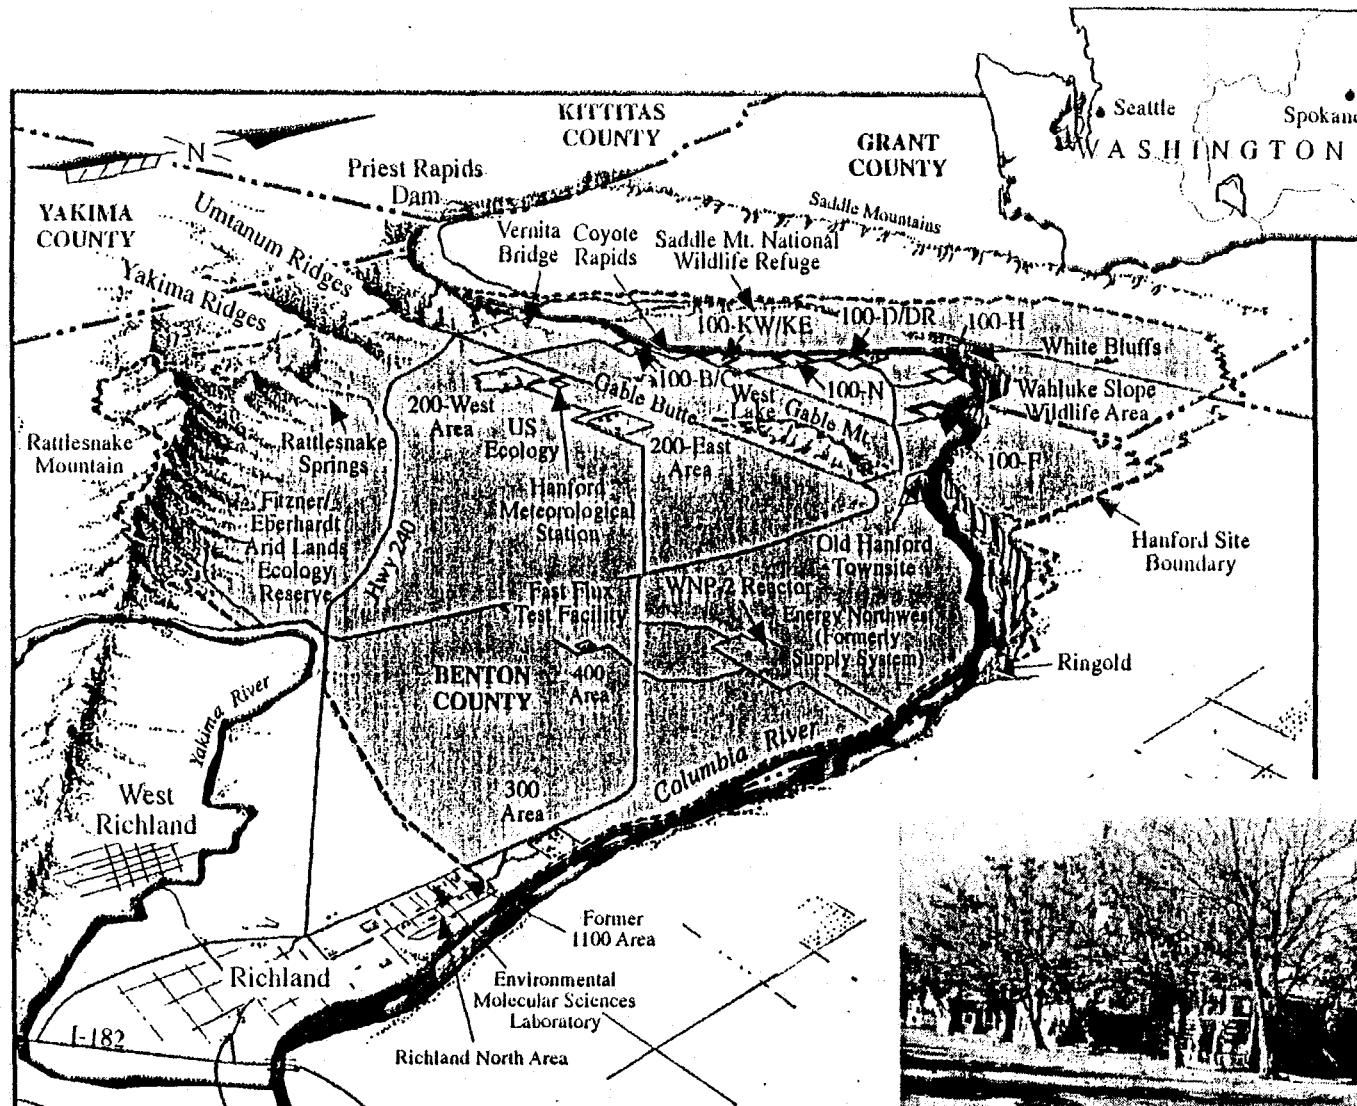 Seattle
Spokane
WASHINGTON
KITTITAS
COUNTY
GRANT
COUNTY
N
Priest Rapids
Dam
YAKIMA
COUNTY
Umtanum Ridges
Yakima Ridges
Saddle Mountains
Vernita
Bridge
Coyote
Rapids
Saddle Mt. National
Wildlife Refuge
100-KW/KE
100-D/DR
100-H
White Bluffs
100-B/C
100-N
Wahluke Slope
Wildlife Area
200-West
Area
Gable Butte
West
Lake
Gable Mt.
Rattlesnake
Mountain
Rattlesnake
Springs
US
Ecology
200-East
Area
100-F
Fitzner/
Eberhardt
Arid Lands
Ecology
Reserve
Hanford
Meteorological
Station
Hwy 240
Old Hanford
Townsite
Hanford Site
Boundary
Fast Flux
Test Facility
WNP-2 Reactor
Energy Northwest
(Formerly
Supply System)
BENTON
COUNTY
400
Area
Ringold
Yakima River
Columbia River
West
Richland
300
Area
Former
1100 Area
Richland
Environmental
Molecular Sciences
Laboratory
I-182
Richland North Area